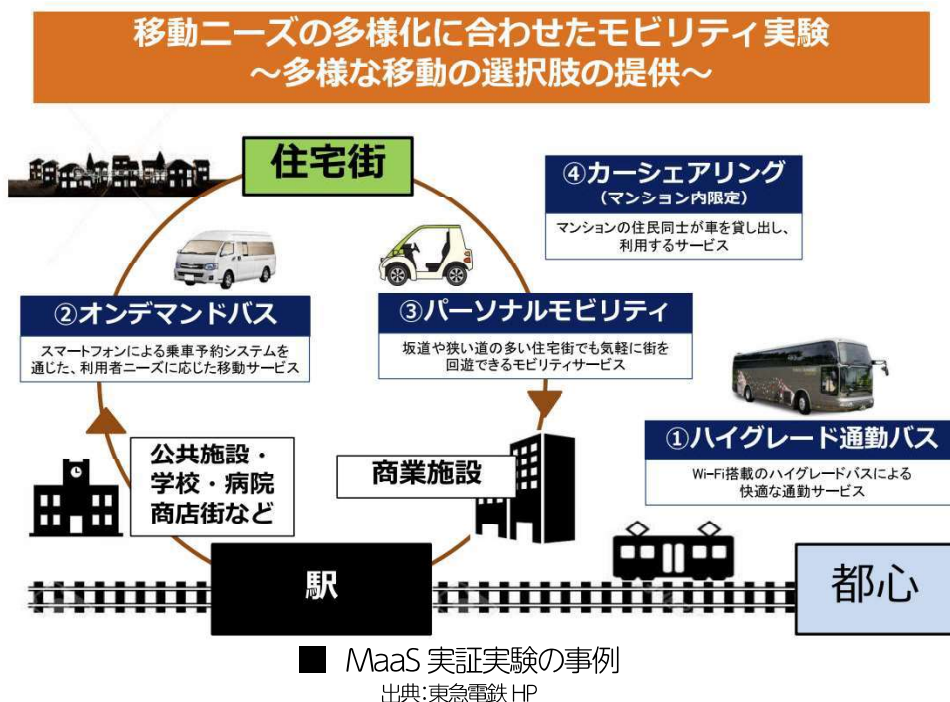 移動ニーズの多様化に合わせたモビリティ実験
～多様な移動の選択肢の提供～
住宅街
④カーシェアリング
（マンション内限定）
マンションの住民同士が車を貸し出し、
利用するサービス
②オンデマンドバス
スマートフォンによる乗車予約システムを
通じた、利用者ニーズに応じた移動サービス
③パーソナルモビリティ
坂道や狭い道の多い住宅街でも気軽に街を
回遊できるモビリティサービス
①ハイグレード通勤バス
Wi-Fi搭載のハイグレードバスによる
快適な通勤サービス
公共施設・
学校・病院
商店街など
商業施設
駅
都心
■ MaaS 実証実験の事例
出典：東急電鉄 HP